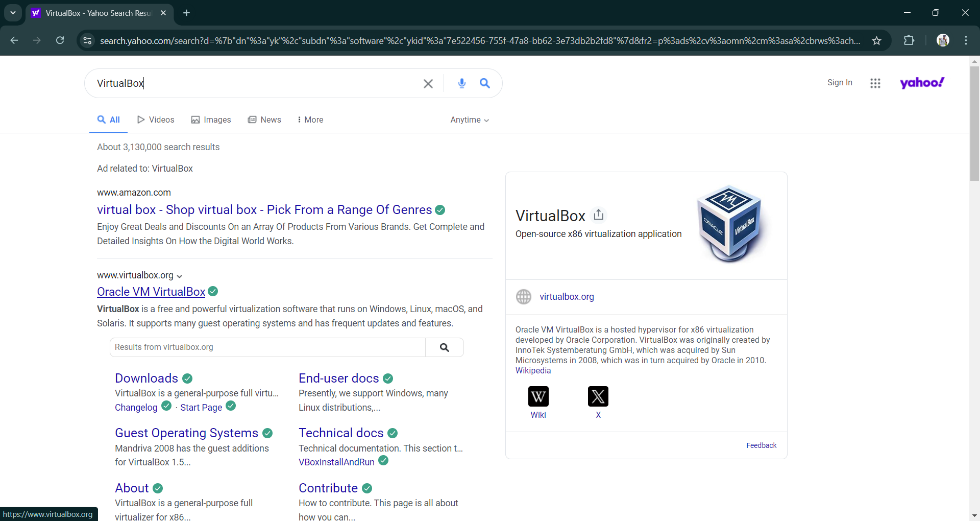 VirtualBox - Yahoo Search Resu
search.yahoo.com/search?d=%7b"dn"%3a"yk"%2c"subdn"%3a"software"%2c"ykid"%3a"7e522456-755f-47a8-bb62-3e73db2b2fd8"%7d&fr2=p%3ads%2cv%3aomn%2cm%3asa%2cbrws%3ach...
VirtualBox
Sign In
yahoo!
All
Videos
Images
News
More
Anytime
About 3,130,000 search results
Ad related to: VirtualBox
www.amazon.com
virtual box - Shop virtual box - Pick From a Range Of Genres
Enjoy Great Deals and Discounts On an Array Of Products From Various Brands. Get Complete and
Detailed Insights On How the Digital World Works.
www.virtualbox.org
Oracle VM VirtualBox
VirtualBox is a free and powerful virtualization software that runs on Windows, Linux, macOS, and
Solaris. It supports many guest operating systems and has frequent updates and features.
Results from virtualbox.org
Downloads
VirtualBox is a general-purpose full virtu...
Changelog · Start Page
End-user docs
Presently, we support Windows, many
Linux distributions,...
Guest Operating Systems
Mandriva 2008 has the guest additions
for VirtualBox 1.5...
Technical docs
Technical documentation. This section t...
VBoxInstallAndRun
About
VirtualBox is a general-purpose full
virtualizer for x86...
Contribute
How to contribute. This page is all about
how you can...
VirtualBox
Open-source x86 virtualization application
ORACLE
VirtualBox
virtualbox.org
Oracle VM VirtualBox is a hosted hypervisor for x86 virtualization
developed by Oracle Corporation. VirtualBox was originally created by
InnoTek Systemberatung GmbH, which was acquired by Sun
Microsystems in 2008, which was in turn acquired by Oracle in 2010.
Wikipedia
W
X
Wiki
X
Feedback
https://www.virtualbox.org